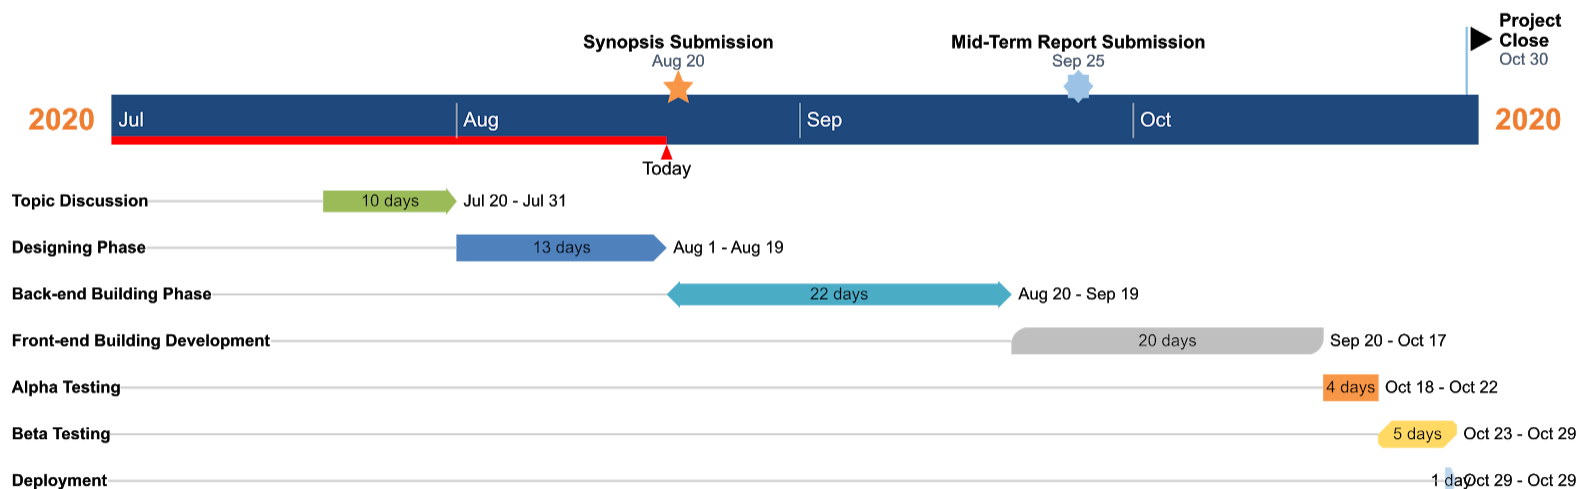 Project
Close
Synopsis Submission
Mid-Term Report Submission
Aug 20
Sep 25
Oct 30
2020
Jul
Aug
Sep
Oct
2020
Today
Topic Discussion
10 days
Jul 20 - Jul 31
Designing Phase
13 days
Aug 1 - Aug 19
Back-end Building Phase
22 days
Aug 20 - Sep 19
Front-end Building Development
20 days
Sep 20 - Oct 17
Alpha Testing
4 days
Oct 18 - Oct 22
Beta Testing
5 days
Oct 23 - Oct 29
Deployment
1 day
Oct 29 - Oct 29